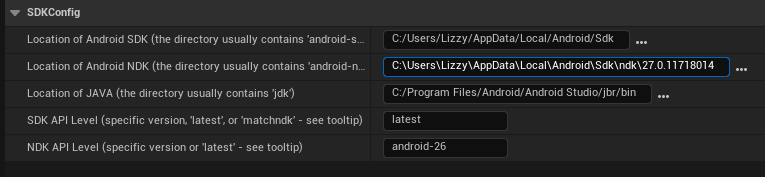 SDKConfig
Location of Android SDK (the directory usually contains 'android-s... C:/Users/Lizzy/AppData/Local/Android/Sdk ...
Location of Android NDK (the directory usually contains 'android-n... C:\Users\Lizzy\AppData\Local\Android\Sdk\ndk\27.0.11718014 ...
Location of JAVA (the directory usually contains 'jdk') C:/Program Files/Android/Android Studio/jbr/bin ...
SDK API Level (specific version, 'latest', or 'matchndk' - see tooltip) latest
NDK API Level (specific version or 'latest' - see tooltip) android-26